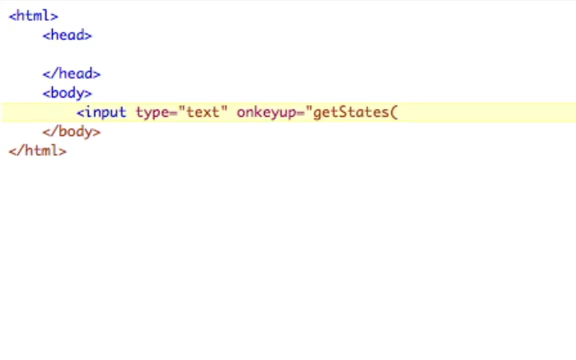 <html>
<head>
</head>
<body>
<input type="text" onkeyup="getStates(
</body>
</html>